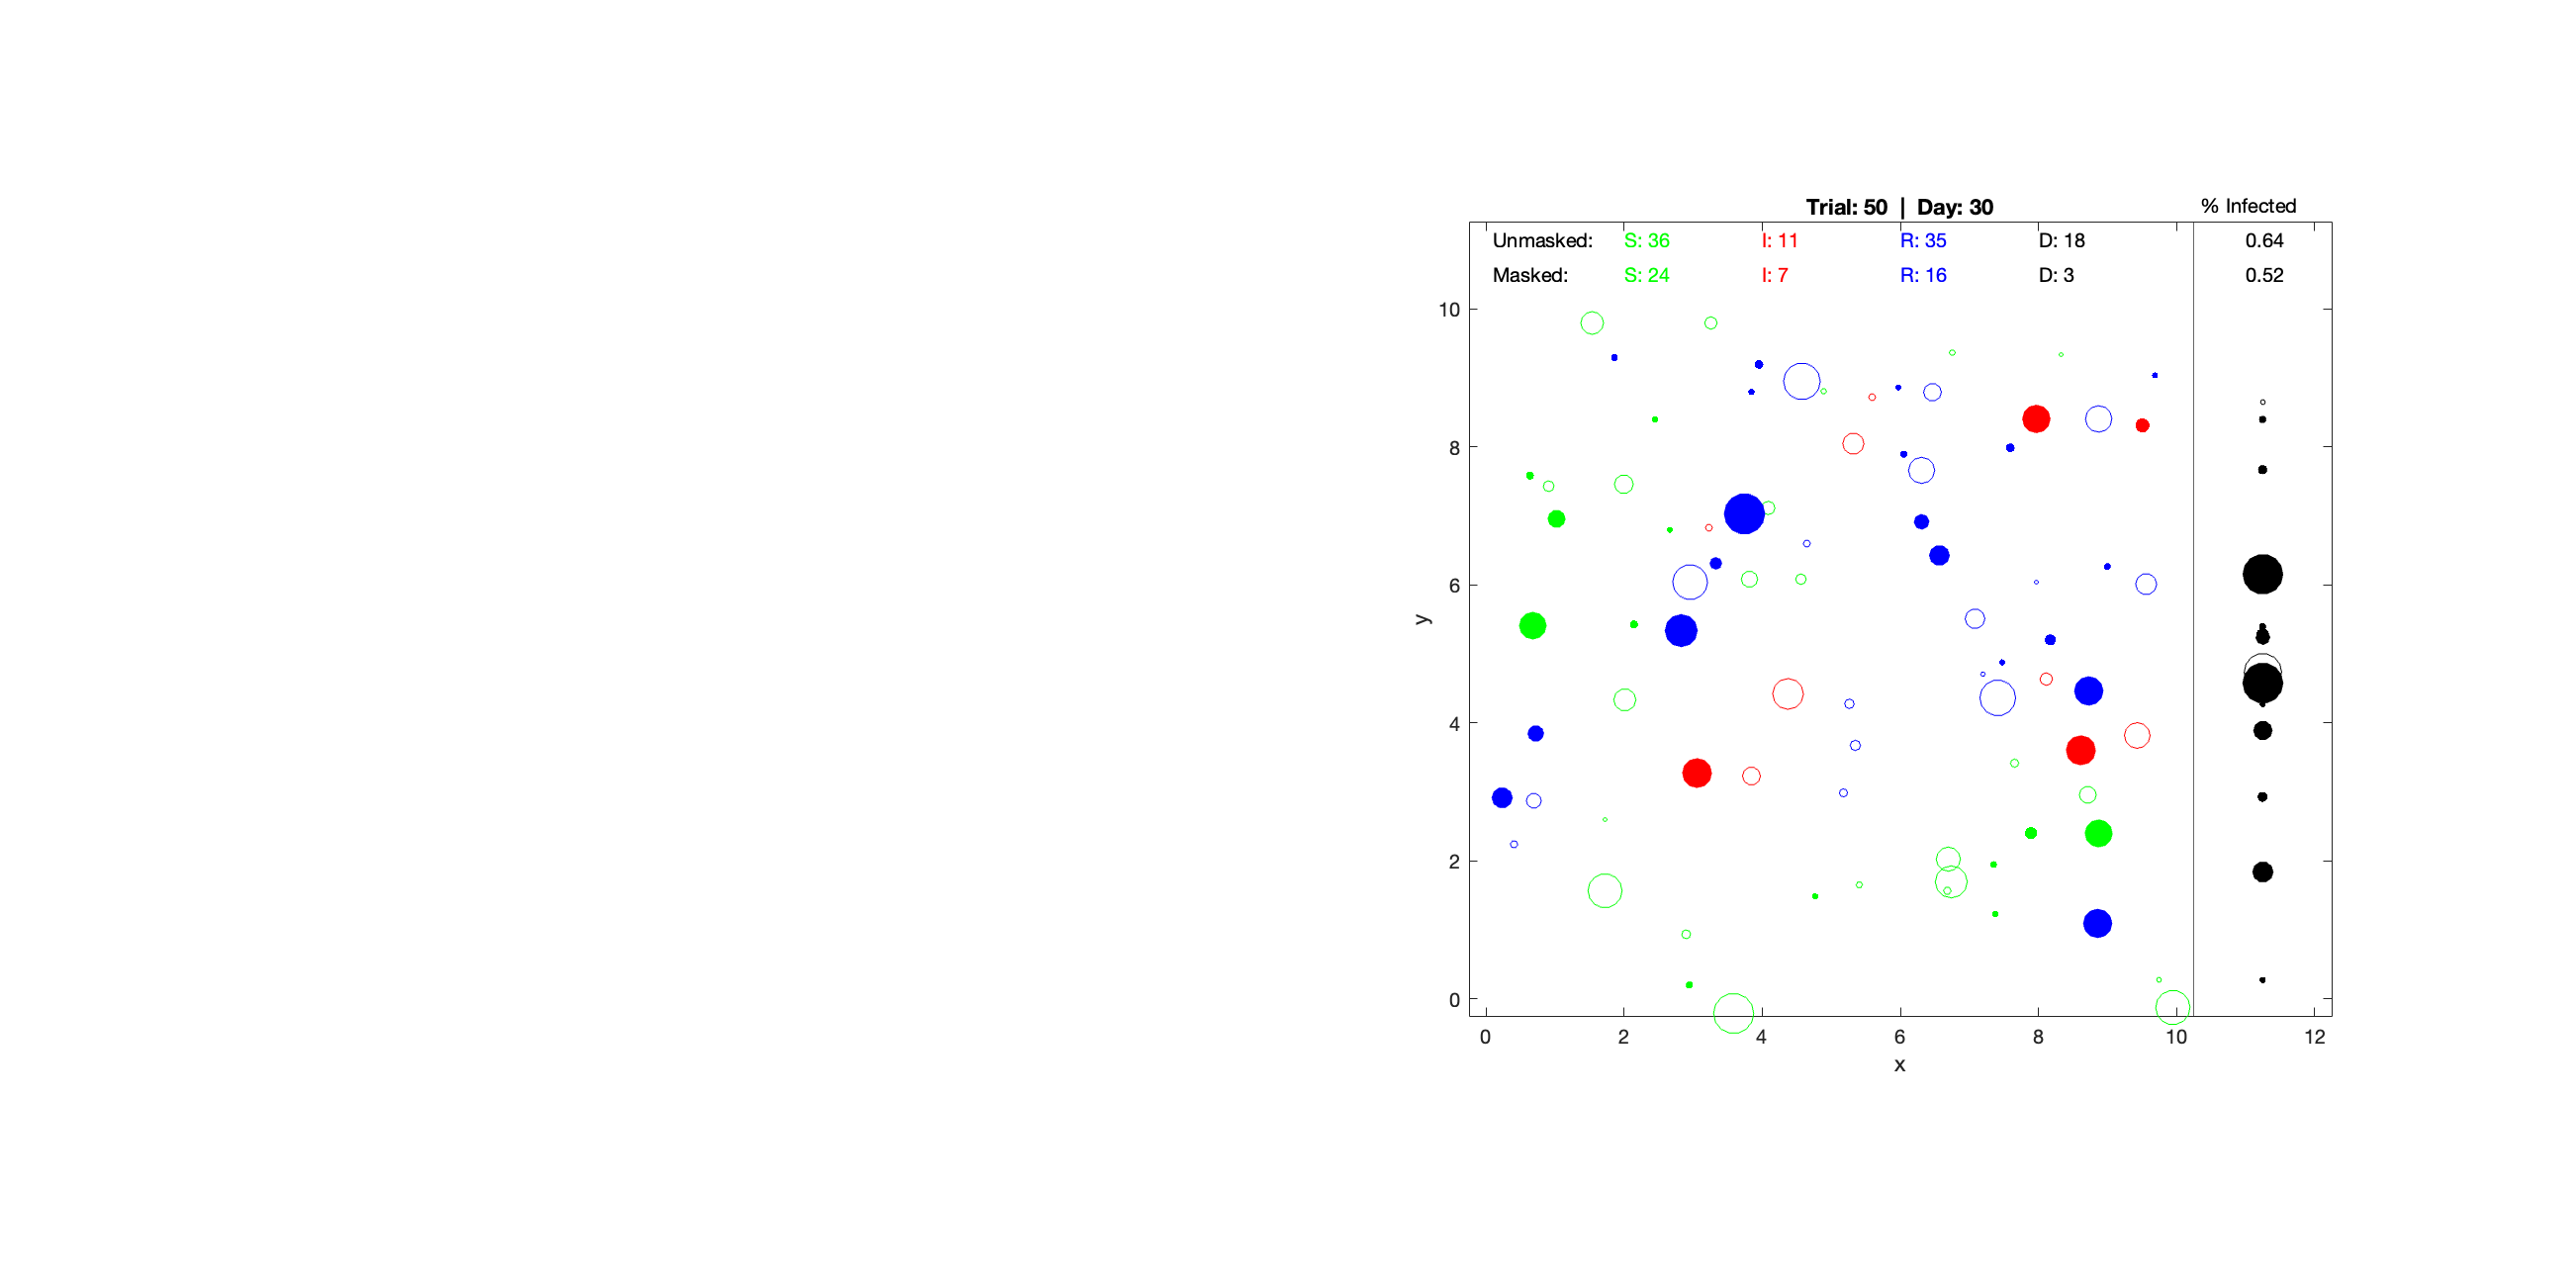 Trial: 50 | Day: 30 % Infected
Unmasked: S: 36 I: 11 R: 35 D: 18 0.64
Masked: S: 24 I: 7 R: 16 D: 3 0.52
10
8
6
y
4
2
0
0 2 4 6 8 10 12
x